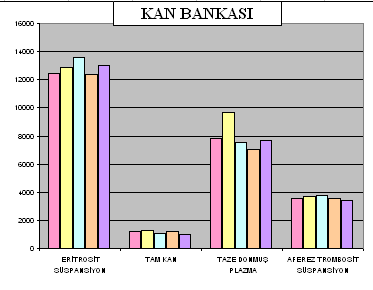 KAN BANKASI
16000
14000
12000
10000
8000
6000
4000
2000
0
ERİTROSİT SÜSPANSİYON
TAM KAN
TAZE DONMUŞ PLAZMA
AFEREZ TROMBOSİT SÜSPANSİYON